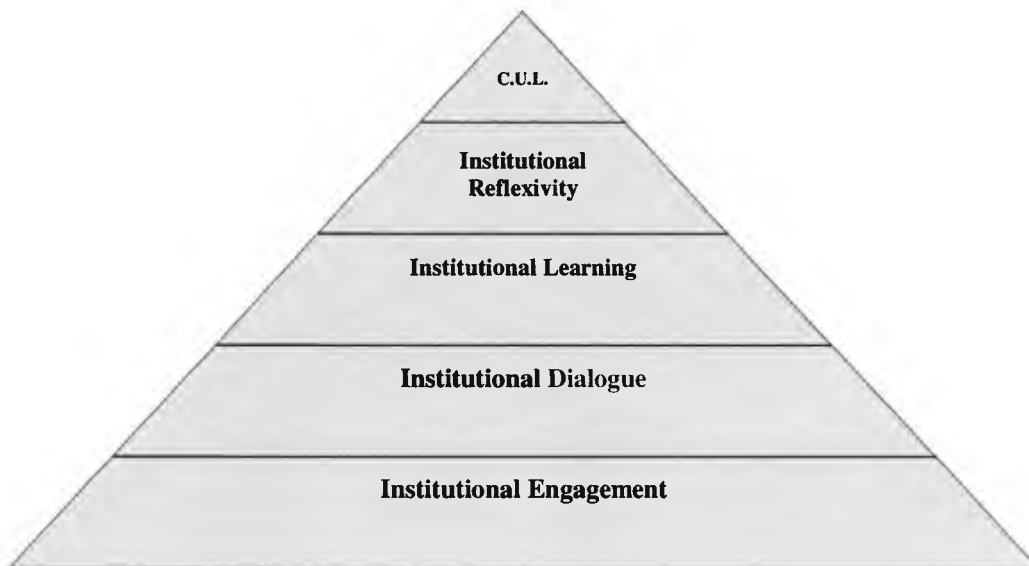 C.U.L.
Institutional
Reflexivity
Institutional Learning
Institutional Dialogue
Institutional Engagement